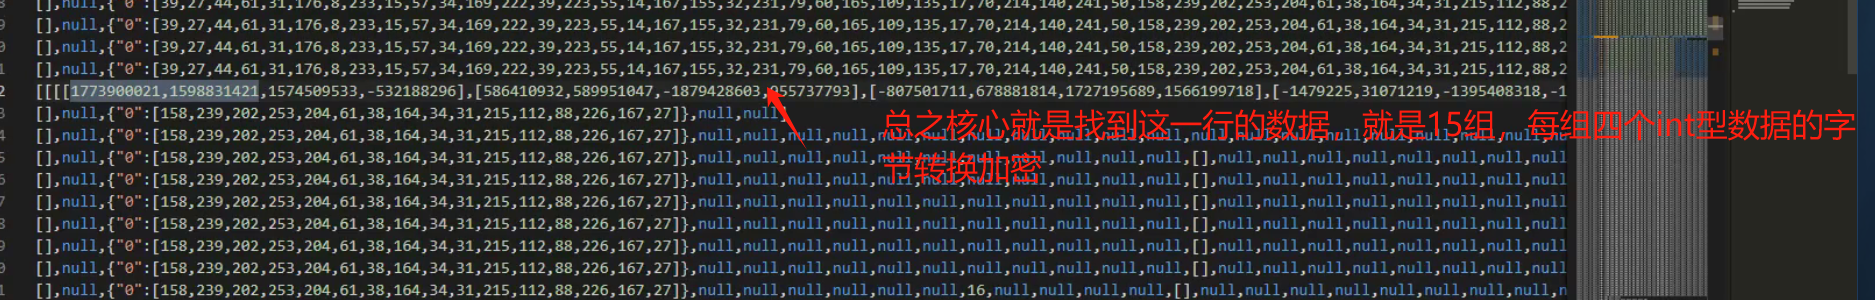 [],null,{"0":[39,27,44,61,31,176,8,233,15,57,34,169,222,39,223,55,14,167,155,32,231,79,60,165,109,135,17,70,214,140,241,50,158,239,202,253,204,61,38,164,34,31,215,112,88,2
[],null,{"0":[39,27,44,61,31,176,8,233,15,57,34,169,222,39,223,55,14,167,155,32,231,79,60,165,109,135,17,70,214,140,241,50,158,239,202,253,204,61,38,164,34,31,215,112,88,2
[],null,{"0":[39,27,44,61,31,176,8,233,15,57,34,169,222,39,223,55,14,167,155,32,231,79,60,165,109,135,17,70,214,140,241,50,158,239,202,253,204,61,38,164,34,31,215,112,88,2
[],null,{"0":[39,27,44,61,31,176,8,233,15,57,34,169,222,39,223,55,14,167,155,32,231,79,60,165,109,135,17,70,214,140,241,50,158,239,202,253,204,61,38,164,34,31,215,112,88,2
[[[[1773900021,1598831421,1574509533,-532188296],[586410932,589951047,-1879428603,955737793],[-807501711,678881814,1727195689,1566199718],[-1479225,31071219,-1395408318,-1
[],null,{"0":[158,239,202,253,204,61,38,164,34,31,215,112,88,226,167,27]},null,null,
总之核心就是找到这一行的数据，就是15组，每组四个int型数据的字
节转换加密
[],null,{"0":[158,239,202,253,204,61,38,164,34,31,215,112,88,226,167,27]},null,null,null,null,null,null,null,null,null,null,null,null,null,null,null,null,null,n
[],null,{"0":[158,239,202,253,204,61,38,164,34,31,215,112,88,226,167,27]},null,null,null,null,null,null,null,null,null,null,null,[],null,null,null,null,null,null,n
[],null,{"0":[158,239,202,253,204,61,38,164,34,31,215,112,88,226,167,27]},null,null,null,null,null,null,null,null,null,null,null,[],null,null,null,null,null,null,n
[],null,{"0":[158,239,202,253,204,61,38,164,34,31,215,112,88,226,167,27]},null,null,null,null,null,null,null,null,null,null,null,[],null,null,null,null,null,null,n
[],null,{"0":[158,239,202,253,204,61,38,164,34,31,215,112,88,226,167,27]},null,null,null,null,null,null,null,null,null,null,null,[],null,null,null,null,null,null,n
[],null,{"0":[158,239,202,253,204,61,38,164,34,31,215,112,88,226,167,27]},null,null,null,null,null,null,null,null,null,null,null,[],null,null,null,null,null,null,n
[],null,{"0":[158,239,202,253,204,61,38,164,34,31,215,112,88,226,167,27]},null,null,null,null,null,null,null,null,null,null,null,[],null,null,null,null,null,null,n
[],null,{"0":[158,239,202,253,204,61,38,164,34,31,215,112,88,226,167,27]},null,null,null,null,null,null,16,null,null,null,null,[],null,null,null,null,null,null,n